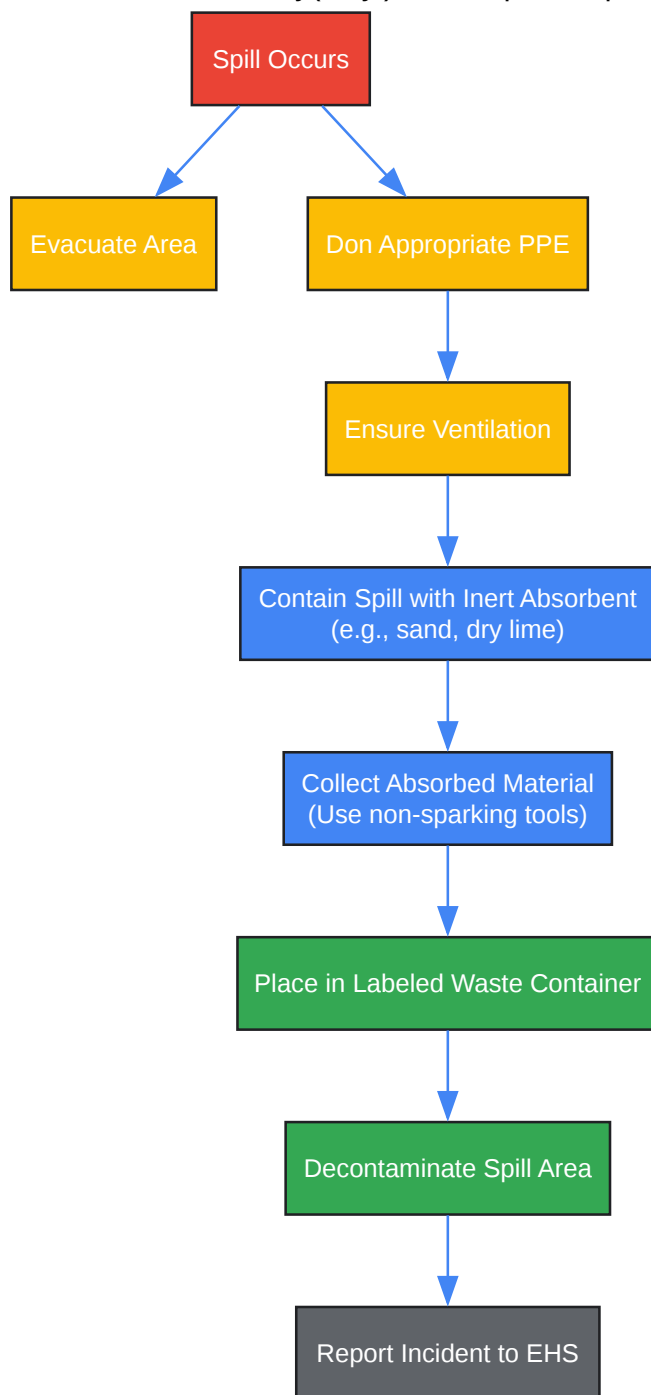 Spill Occurs
Evacuate Area
Don Appropriate PPE
Ensure Ventilation
Contain Spill with Inert Absorbent
(e.g., sand, dry lime)
Collect Absorbed Material
(Use non-sparking tools)
Place in Labeled Waste Container
Decontaminate Spill Area
Report Incident to EHS